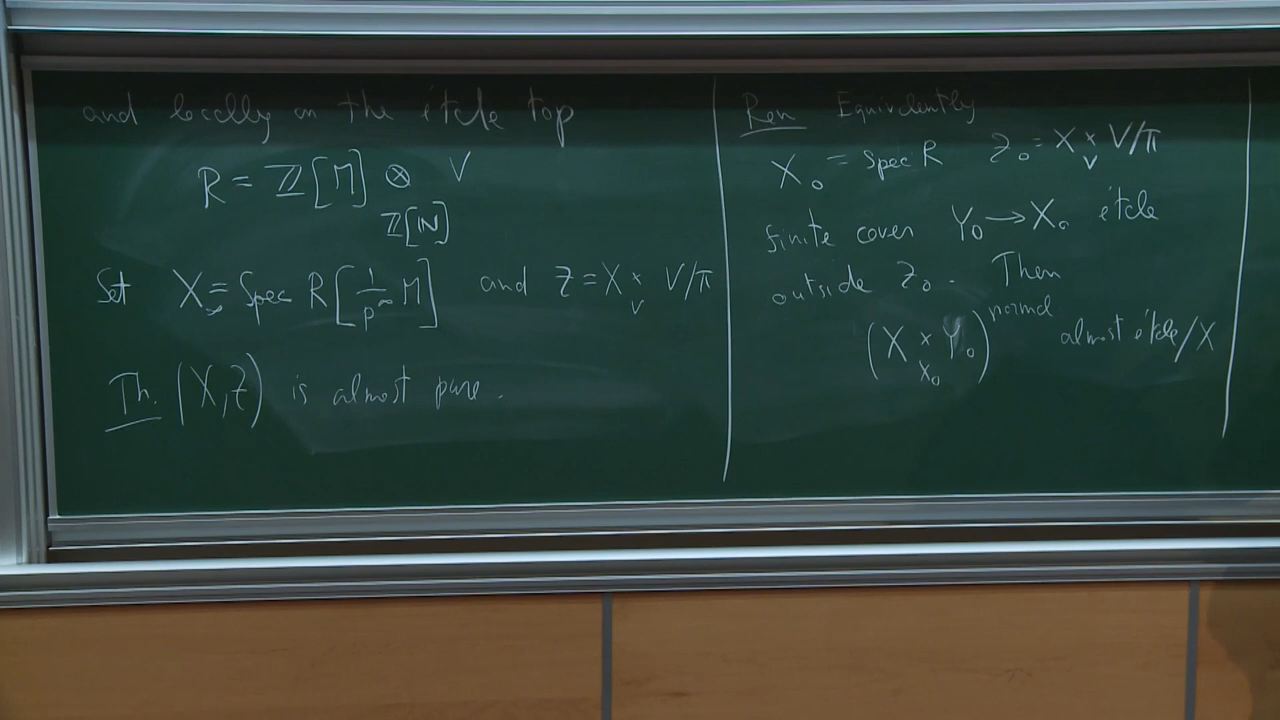 and locally on the étale top
R = ℤ[M] ⊗_{ℤ[ℕ]} V
Set X = Spec R[1/p^∞ M] and Z = X ×_V V/π
Th. (X,Z) is almost pure.
Rem Equivalently
X₀ = Spec R Z₀ = X ×_V V/π
finite cover Y₀ → X₀ étale
outside Z₀. Then
(X ×_{X₀} Y₀)^{normal} almost étale/X